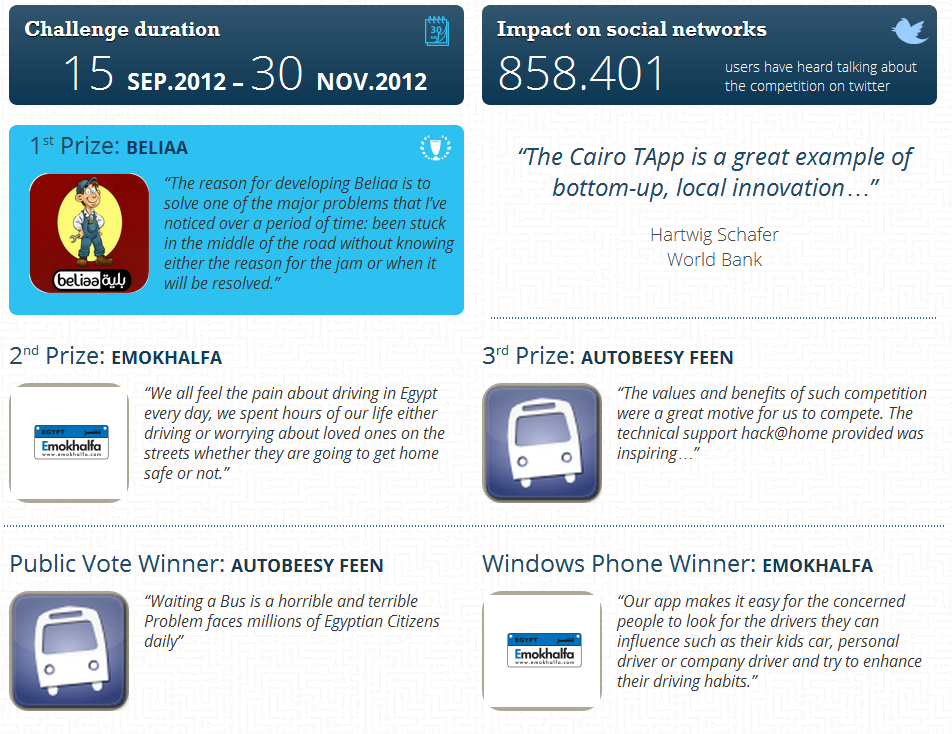 Challenge duration
30
15 SEP.2012 – 30 NOV.2012
Impact on social networks
858.401
users have heard talking about
the competition on twitter
1st Prize: BELIAA
beliaa بلية
“The reason for developing Beliaa is to
solve one of the major problems that I’ve
noticed over a period of time: been stuck
in the middle of the road without knowing
either the reason for the jam or when it
will be resolved.”
“The Cairo TApp is a great example of
bottom-up, local innovation…”
Hartwig Schafer
World Bank
2nd Prize: EMOKHALFA
EGYPT مصر
Emokhalfa
www.emokhalfa.com
“We all feel the pain about driving in Egypt
every day, we spent hours of our life either
driving or worrying about loved ones on the
streets whether they are going to get home
safe or not.”
3rd Prize: AUTOBEESY FEEN
“The values and benefits of such competition
were a great motive for us to compete. The
technical support hack@home provided was
inspiring…”
Public Vote Winner: AUTOBEESY FEEN
“Waiting a Bus is a horrible and terrible
Problem faces millions of Egyptian Citizens
daily”
Windows Phone Winner: EMOKHALFA
EGYPT مصر
Emokhalfa
www.emokhalfa.com
“Our app makes it easy for the concerned
people to look for the drivers they can
influence such as their kids car, personal
driver or company driver and try to enhance
their driving habits.”